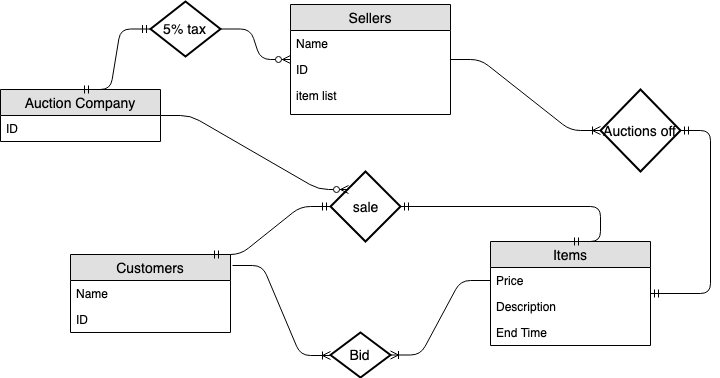 Sellers
5% tax
Name
ID
item list
Auction Company
ID
Auctions off
sale
Items
Customers
Price
Name
Description
ID
End Time
Bid